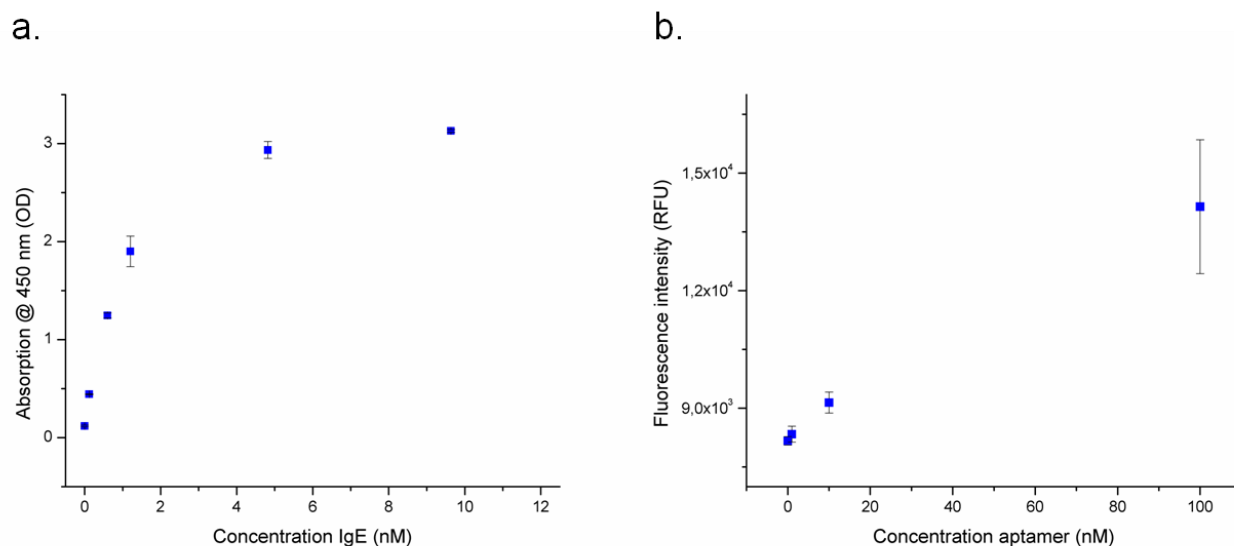 a.
3
2
1
0
0 2 4 6 8 10 12
Absorption @ 450 nm (OD)
Concentration IgE (nM)
b.
1,5x10⁴
1,2x10⁴
9,0x10³
0 20 40 60 80 100
Fluorescence intensity (RFU)
Concentration aptamer (nM)